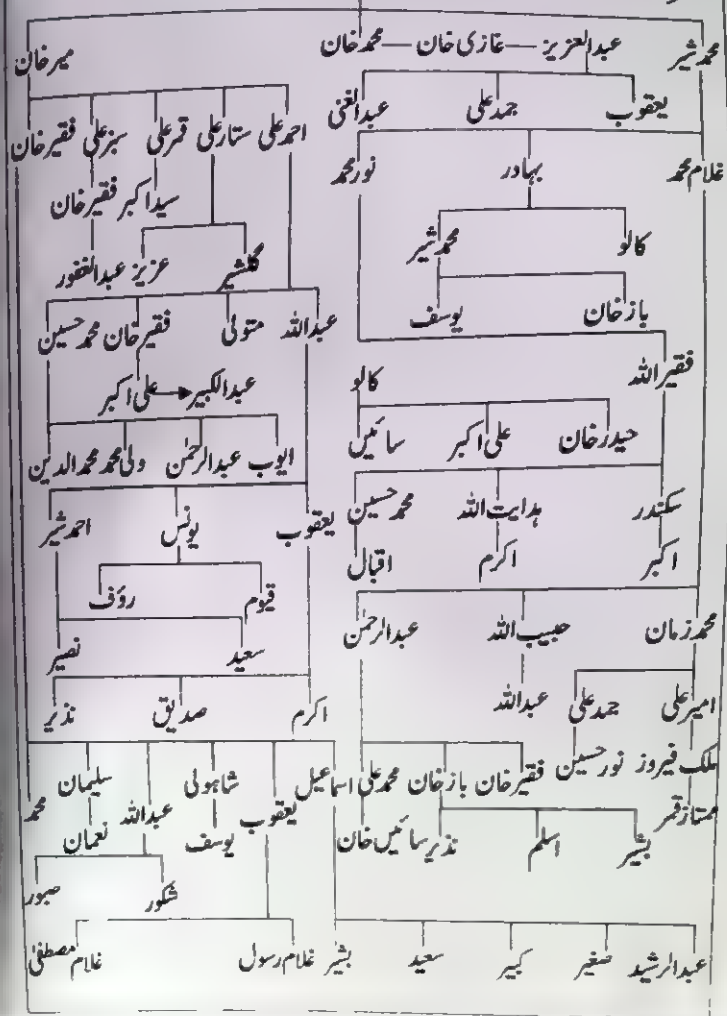 محمد شیر عبدالعزیز — غازی خان — محمد خان میر خان
یعقوب جمد علی عبدالغنی
احمد علی ستار علی قمر علی سبز علی فقیر خان
غلام محمد بہادر نور محمد
سید اکبر فقیر خان
کالو محمد شیر
گلشیر عزیز عبدالغفور
باز خان یوسف
عبداللہ متولی فقیر خان محمد حسین
فقیر اللہ کالو
عبدالکبیر علی اکبر
حیدر خان علی اکبر سائیں
ایوب عبدالرحمٰن ولی محمد محمد الدین
سکندر ہدایت اللہ محمد حسین
یعقوب یونس احمد شیر
اکبر اکرم اقبال
قیوم رؤف
محمد زمان حبیب اللہ عبدالرحمٰن
سعید نصیر
امیر علی جمد علی عبداللہ
اکرم صدیق نذیر
ملک فیروز نور حسین فقیر خان باز خان محمد علی
اسماعیل یعقوب شاہولی عبداللہ سلیمان محمد
ممتاز قمر
یوسف نعمان
بشیر اسلم نذیر سائیں خان
شکور صبور
عبدالرشید صغیر کبیر سعید بشیر غلام رسول غلام مصطفیٰ